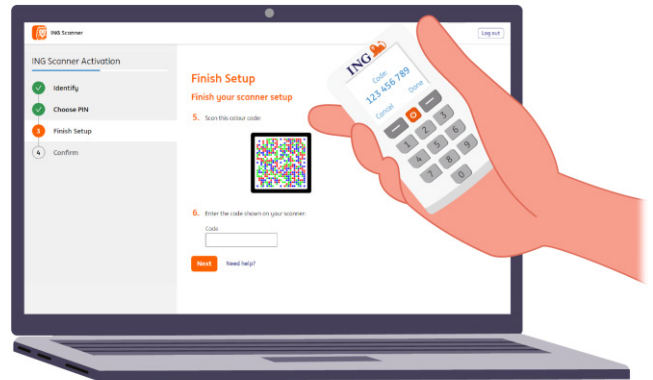 ING Scanner
Log out
ING Scanner Activation
Identify
Choose PIN
3 Finish Setup
4 Confirm
Finish Setup
Finish your scanner setup
5. Scan this colour code:
6. Enter the code shown on your scanner:
Code
Next Need help?
ING
Code:
123 456 789
Cancel Done
1 2 3
4 5 6
7 8 9
0